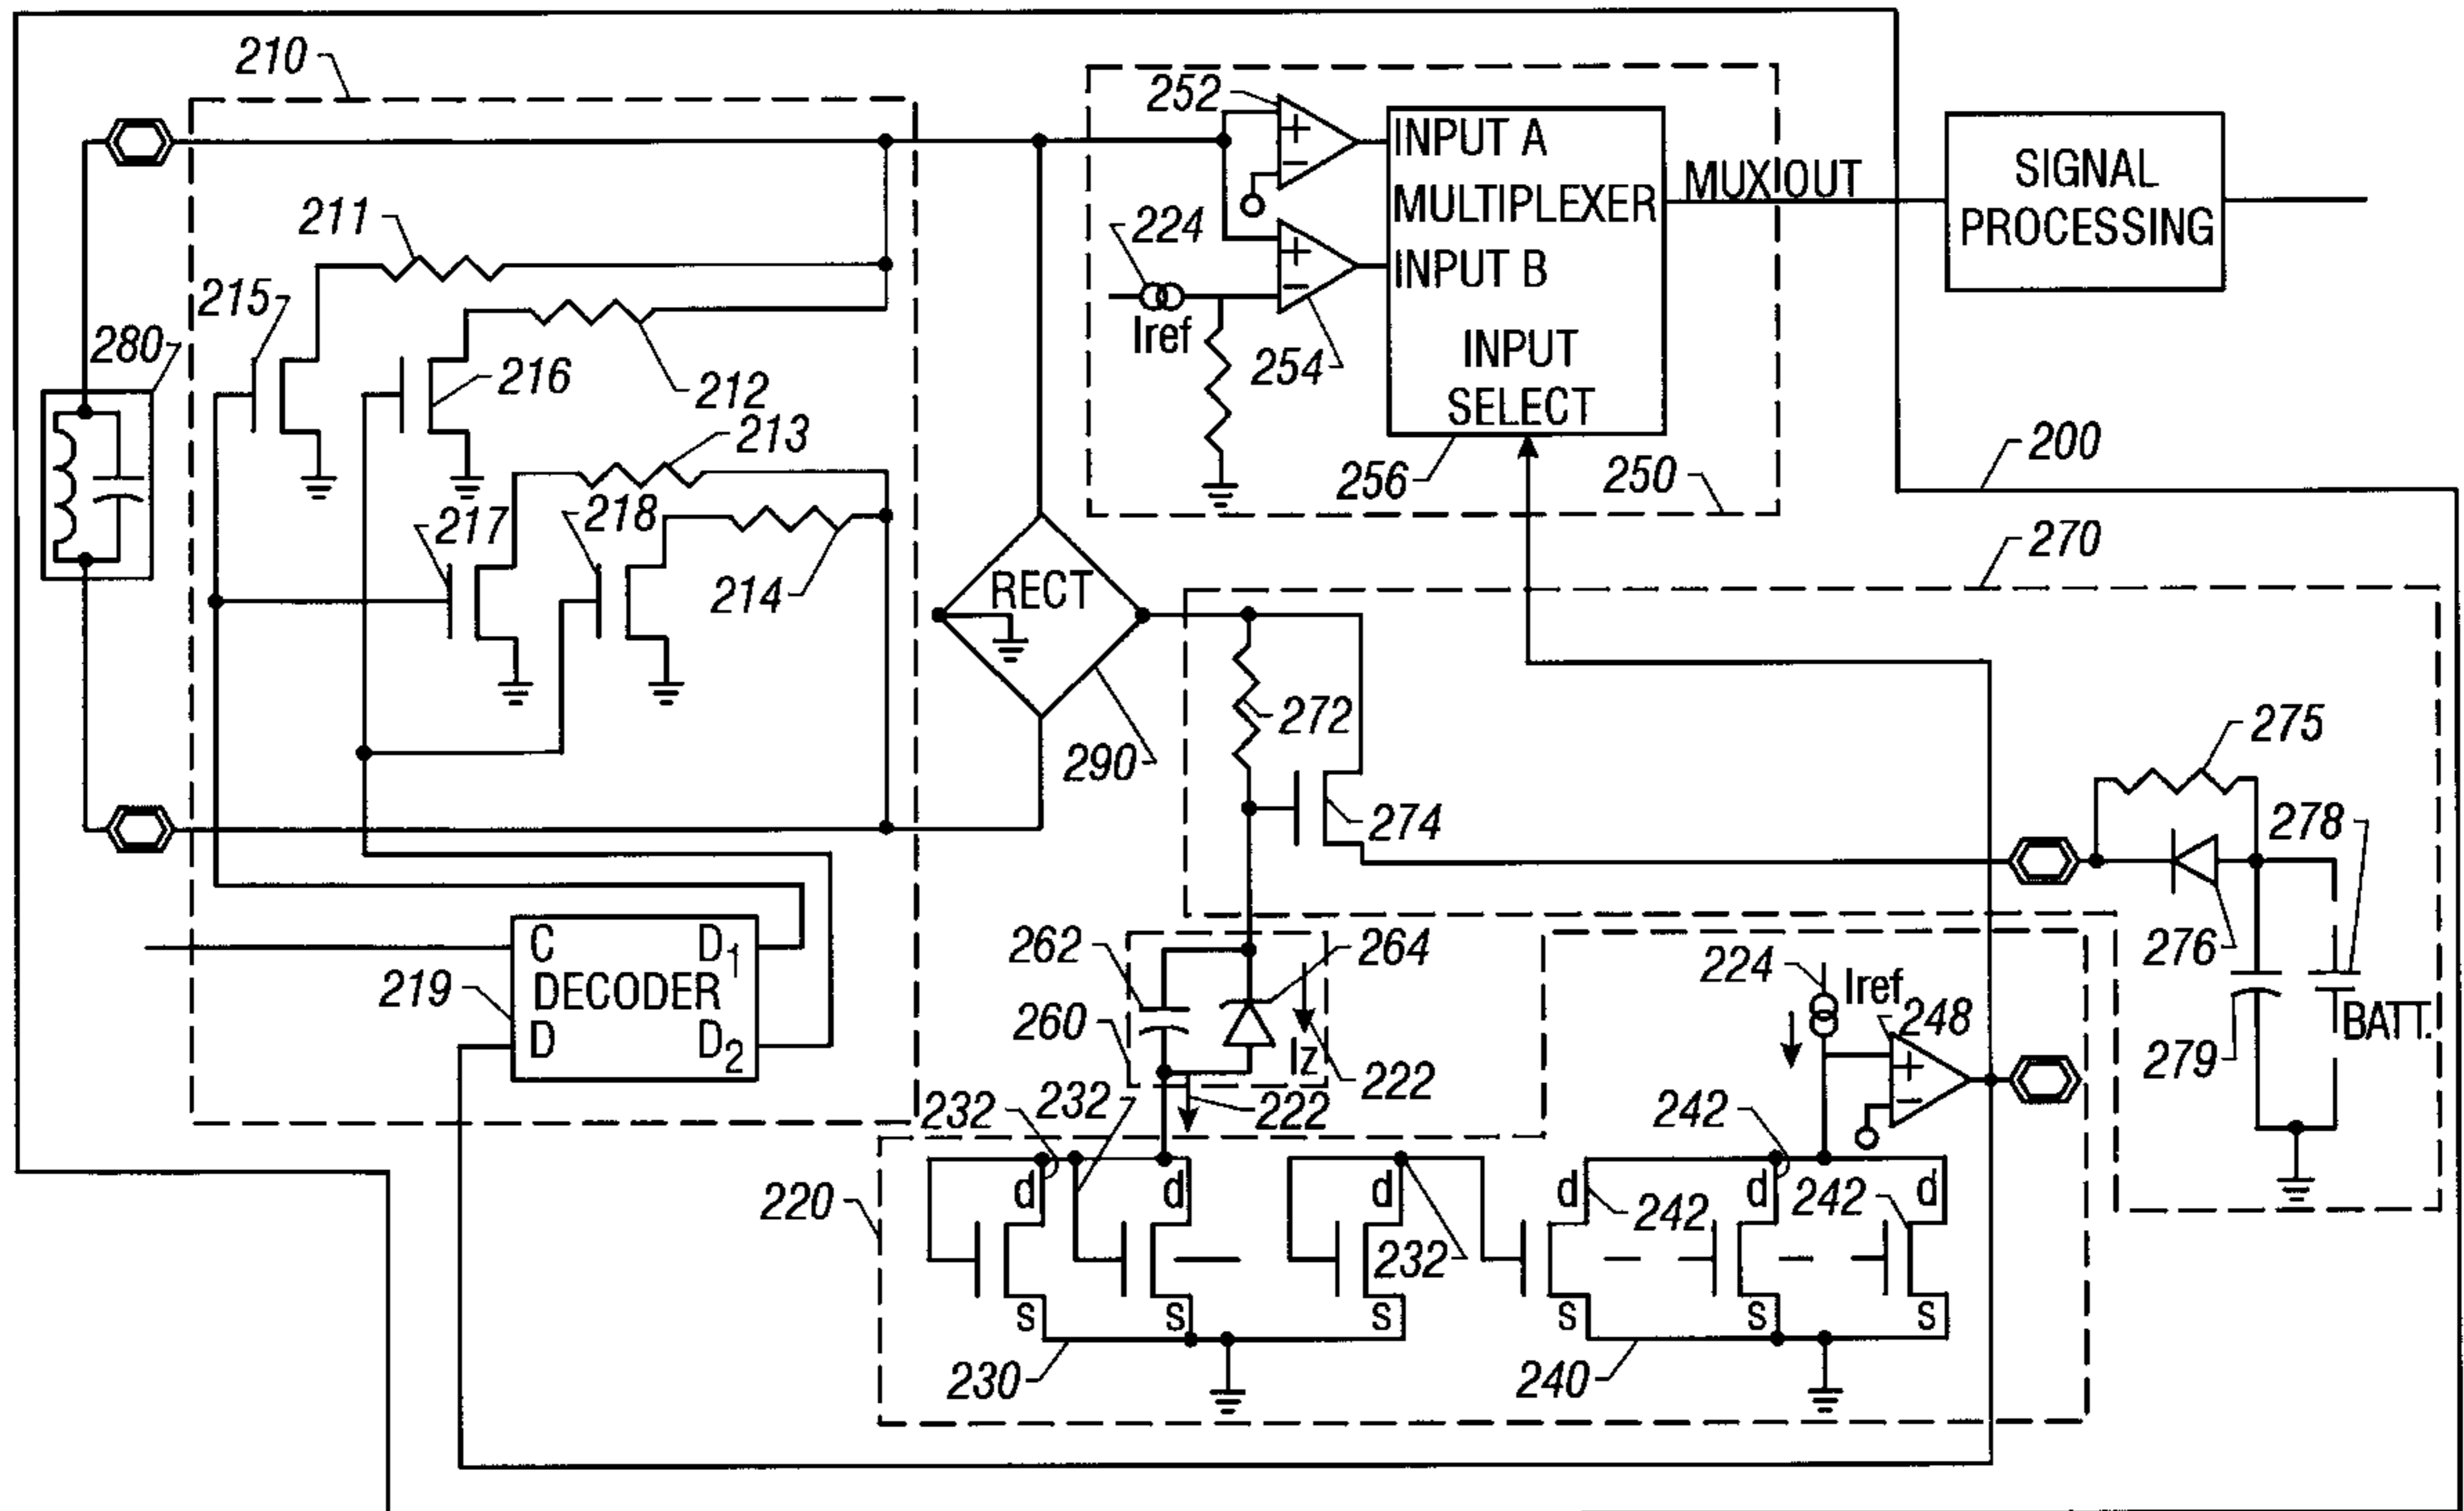 210
252
INPUT A
MULTIPLEXER
INPUT B
INPUT
SELECT
MUX OUT
SIGNAL
PROCESSING
+
−
+
−
211
224
Iref
215
280
216
212
254
213
256
250
200
217
218
214
RECT
270
272
290
275
274
278
C
D1
DECODER
D
D2
219
262
264
260
Iz
222
222
224
Iref
248
+
−
276
279
BATT.
232
232
242
220
d
d
d
d
d
d
242
242
232
S
S
S
S
S
S
230
240